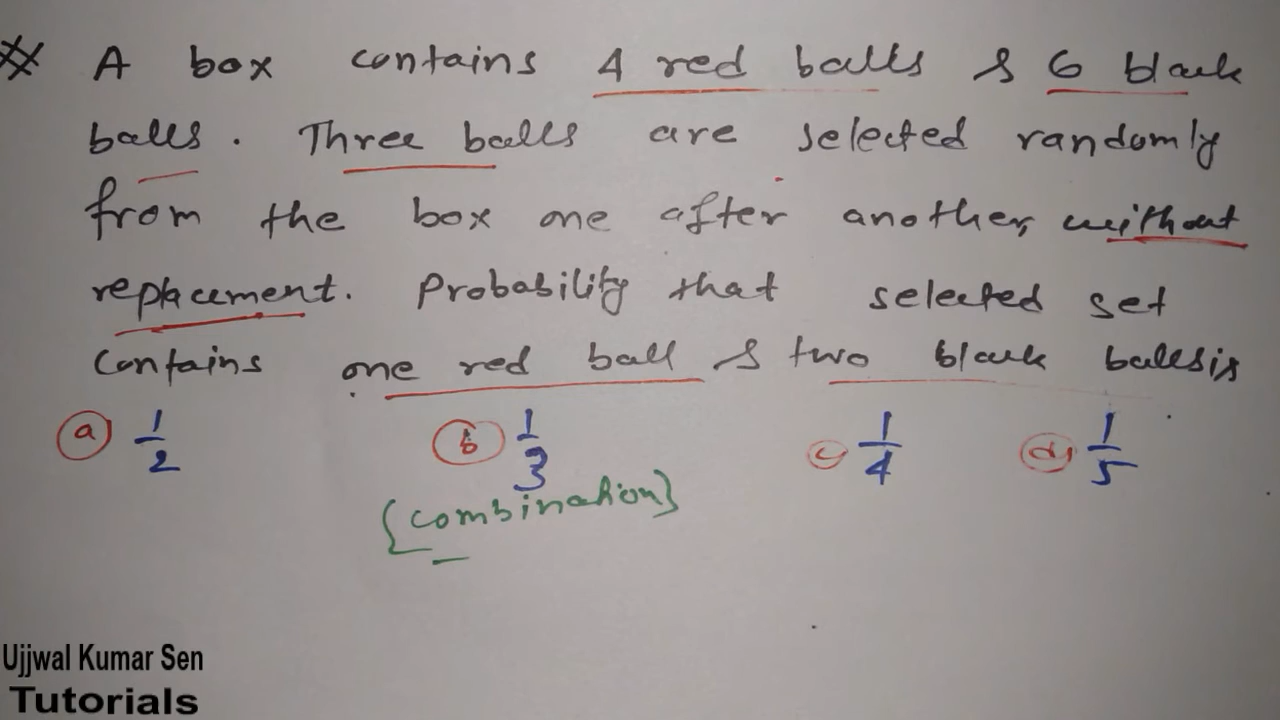 A box contains 4 red balls & 6 black
balls. Three balls are selected randomly
from the box one after another, without
replacement. Probability that selected set
contains one red ball & two black balls is
(a) 1/2 (b) 1/3 (c) 1/4 (d) 1/5
{combination}
Ujjwal Kumar Sen
Tutorials